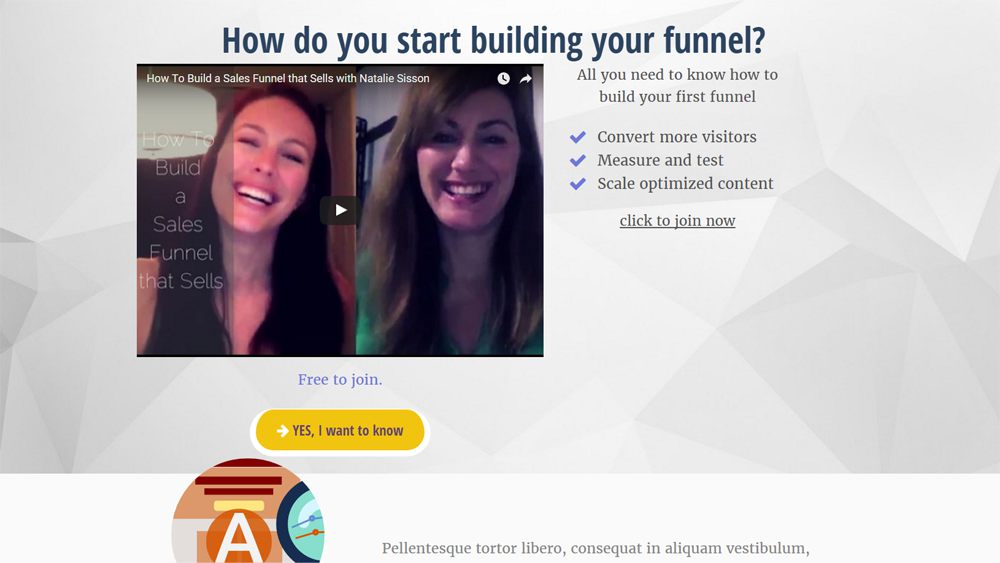 How do you start building your funnel?
How To Build a Sales Funnel that Sells with Natalie Sisson
How To
Build
a
Sales
Funnel
that Sells
All you need to know how to
build your first funnel
Convert more visitors
Measure and test
Scale optimized content
click to join now
Free to join.
YES, I want to know
A
Pellentesque tortor libero, consequat in aliquam vestibulum,